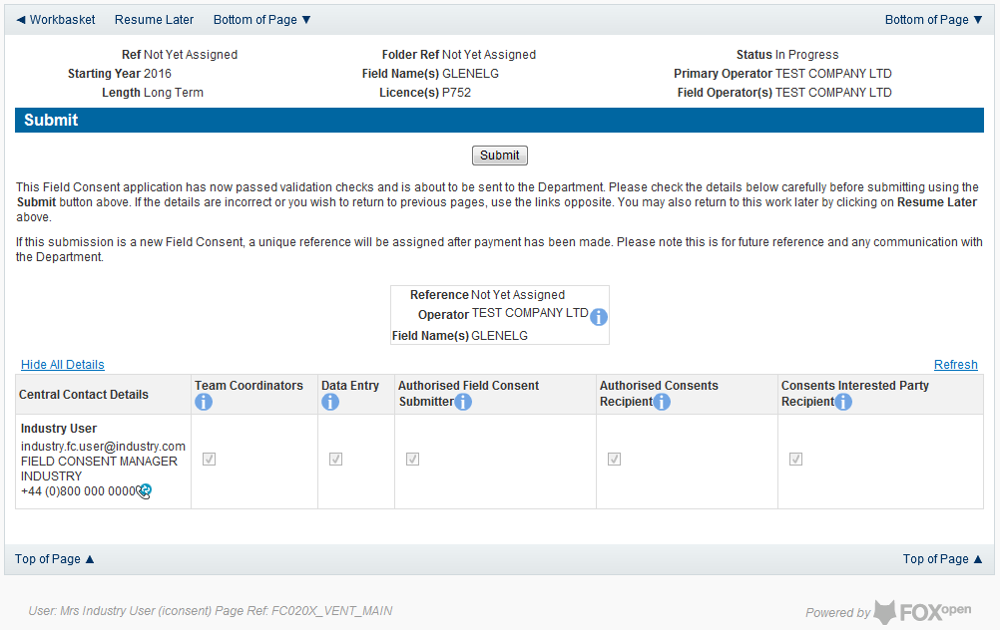 ◄ Workbasket Resume Later Bottom of Page ▼ Bottom of Page ▼
Ref Not Yet Assigned Folder Ref Not Yet Assigned Status In Progress
Starting Year 2016 Field Name(s) GLENELG Primary Operator TEST COMPANY LTD
Length Long Term Licence(s) P752 Field Operator(s) TEST COMPANY LTD
Submit
Submit
This Field Consent application has now passed validation checks and is about to be sent to the Department. Please check the details below carefully before submitting using the
Submit button above. If the details are incorrect or you wish to return to previous pages, use the links opposite. You may also return to this work later by clicking on Resume Later
above.
If this submission is a new Field Consent, a unique reference will be assigned after payment has been made. Please note this is for future reference and any communication with
the Department.
Reference Not Yet Assigned
Operator TEST COMPANY LTD
Field Name(s) GLENELG
Hide All Details Refresh
Central Contact Details
Team Coordinators
Data Entry
Authorised Field Consent
Submitter
Authorised Consents
Recipient
Consents Interested Party
Recipient
Industry User
industry.fc.user@industry.com
FIELD CONSENT MANAGER
INDUSTRY
+44 (0)800 000 0000
Top of Page ▲ Top of Page ▲
User: Mrs Industry User (iconsent) Page Ref: FC020X_VENT_MAIN
Powered by FOXopen